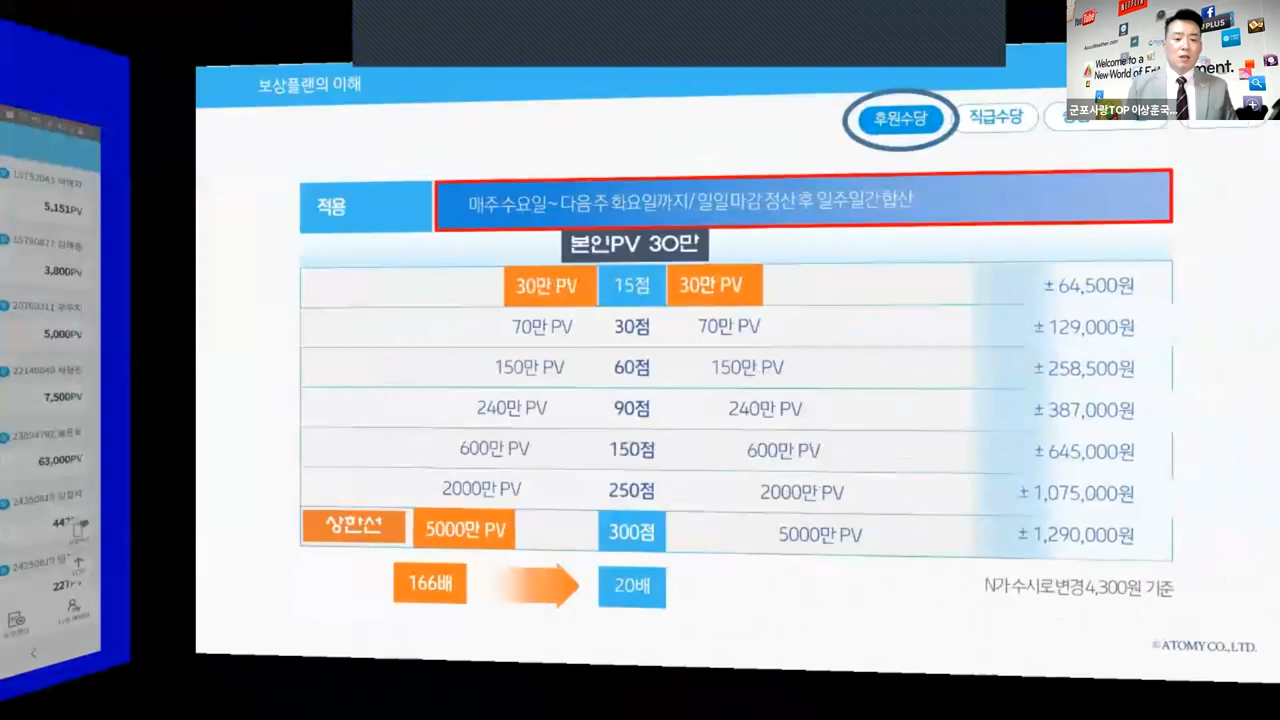 보상플랜의 이해
YouTube
NETFLIX
U PLUS
AccuWeather.com
Welcome to a
New World of
군포사랑TOP 이상훈국...
후원수당
직급수당
적용
매주 수요일~ 다음 주 화요일까지/ 일일 마감 정산 후 일주일간 합산
본인PV 30만
30만 PV 15점 30만 PV ± 64,500원
70만 PV 30점 70만 PV ± 129,000원
150만 PV 60점 150만 PV ± 258,500원
240만 PV 90점 240만 PV ± 387,000원
600만 PV 150점 600만 PV ± 645,000원
2000만 PV 250점 2000만 PV ± 1,075,000원
상한선 5000만 PV 300점 5000만 PV ± 1,290,000원
166배 20배
N가 수시로변경 4,300원 기준
© ATOMY CO., LTD.
5,151PV
3,800PV
5,000PV
7,500PV
63,000PV